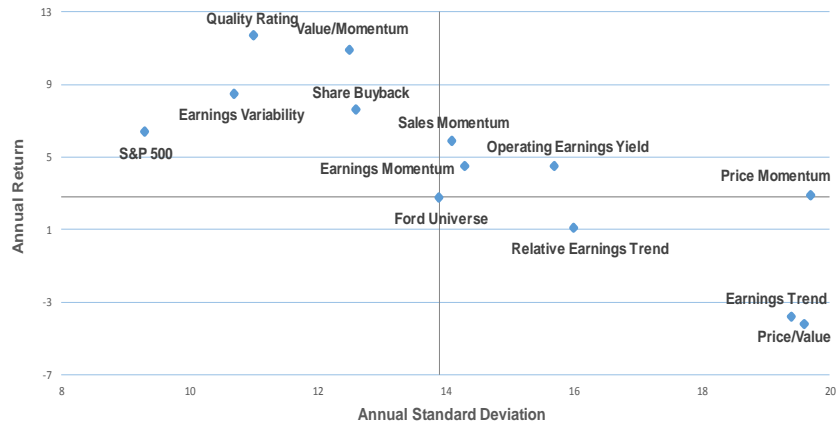 13
Quality Rating
Value/Momentum
9
Share Buyback
Earnings Variability
Sales Momentum
S&P 500
Operating Earnings Yield
5
Earnings Momentum
Price Momentum
Ford Universe
1
Relative Earnings Trend
-3
Earnings Trend
Price/Value
-7
8
10
12
14
16
18
20
Annual Return
Annual Standard Deviation